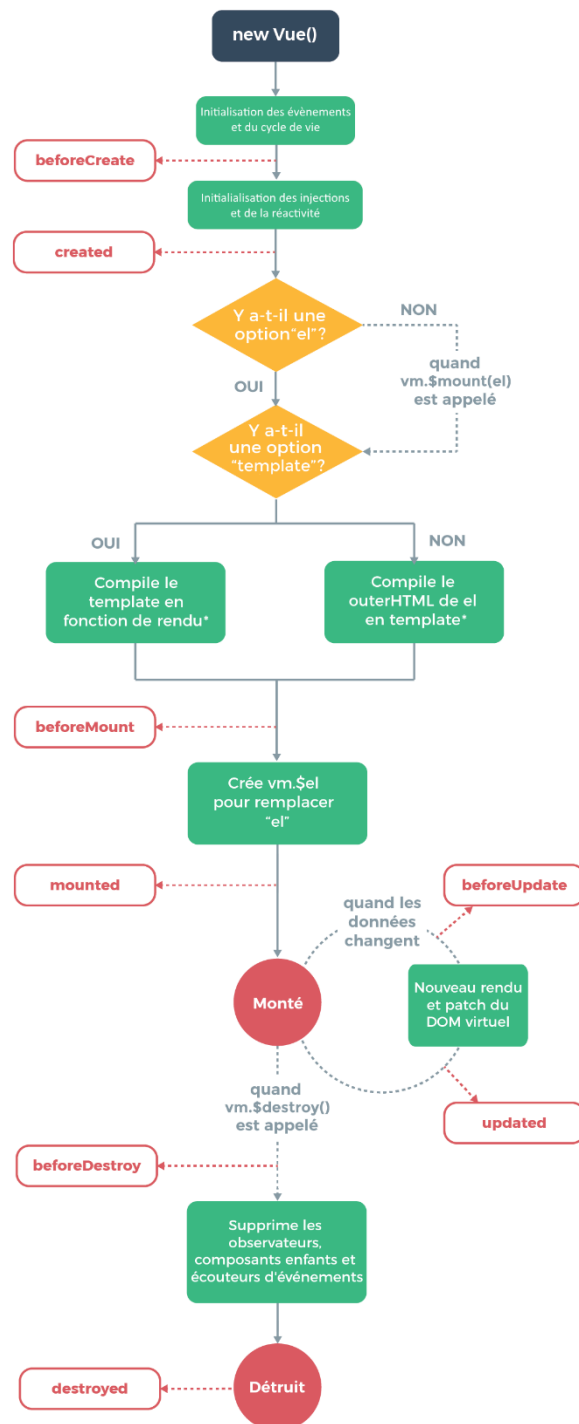 new Vue()
Initialisation des évènements
et du cycle de vie
beforeCreate
Initialialisation des injections
et de la réactivité
created
Y a-t-il une
option"el"?
NON
quand
vm.$mount(el)
est appelé
OUI
Y a-t-il
une option
"template"?
OUI
NON
Compile le
template en
fonction de rendu*
Compile le
outerHTML de el
en template*
beforeMount
Crée vm.$el
pour remplacer
"el"
mounted
quand les
données
changent
beforeUpdate
Monté
Nouveau rendu
et patch du
DOM virtuel
updated
quand
vm.$destroy()
est appelé
beforeDestroy
Supprime les
observateurs,
composants enfants et
écouteurs d'événements
destroyed
Détruit